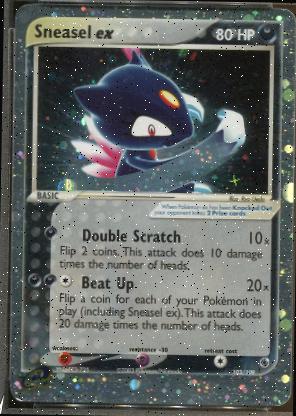 Sneasel ex 80 HP
BASIC
When Pokémon-ex has been Knocked Out
your opponent takes 2 Prize cards.
Double Scratch 10x
Flip 2 coins. This attack does 10 damage
times the number of heads.
Beat Up 20x
Flip a coin for each of your Pokémon in
play (including Sneasel ex). This attack does
20 damage times the number of heads.
weakness resistance -30 retreat cost